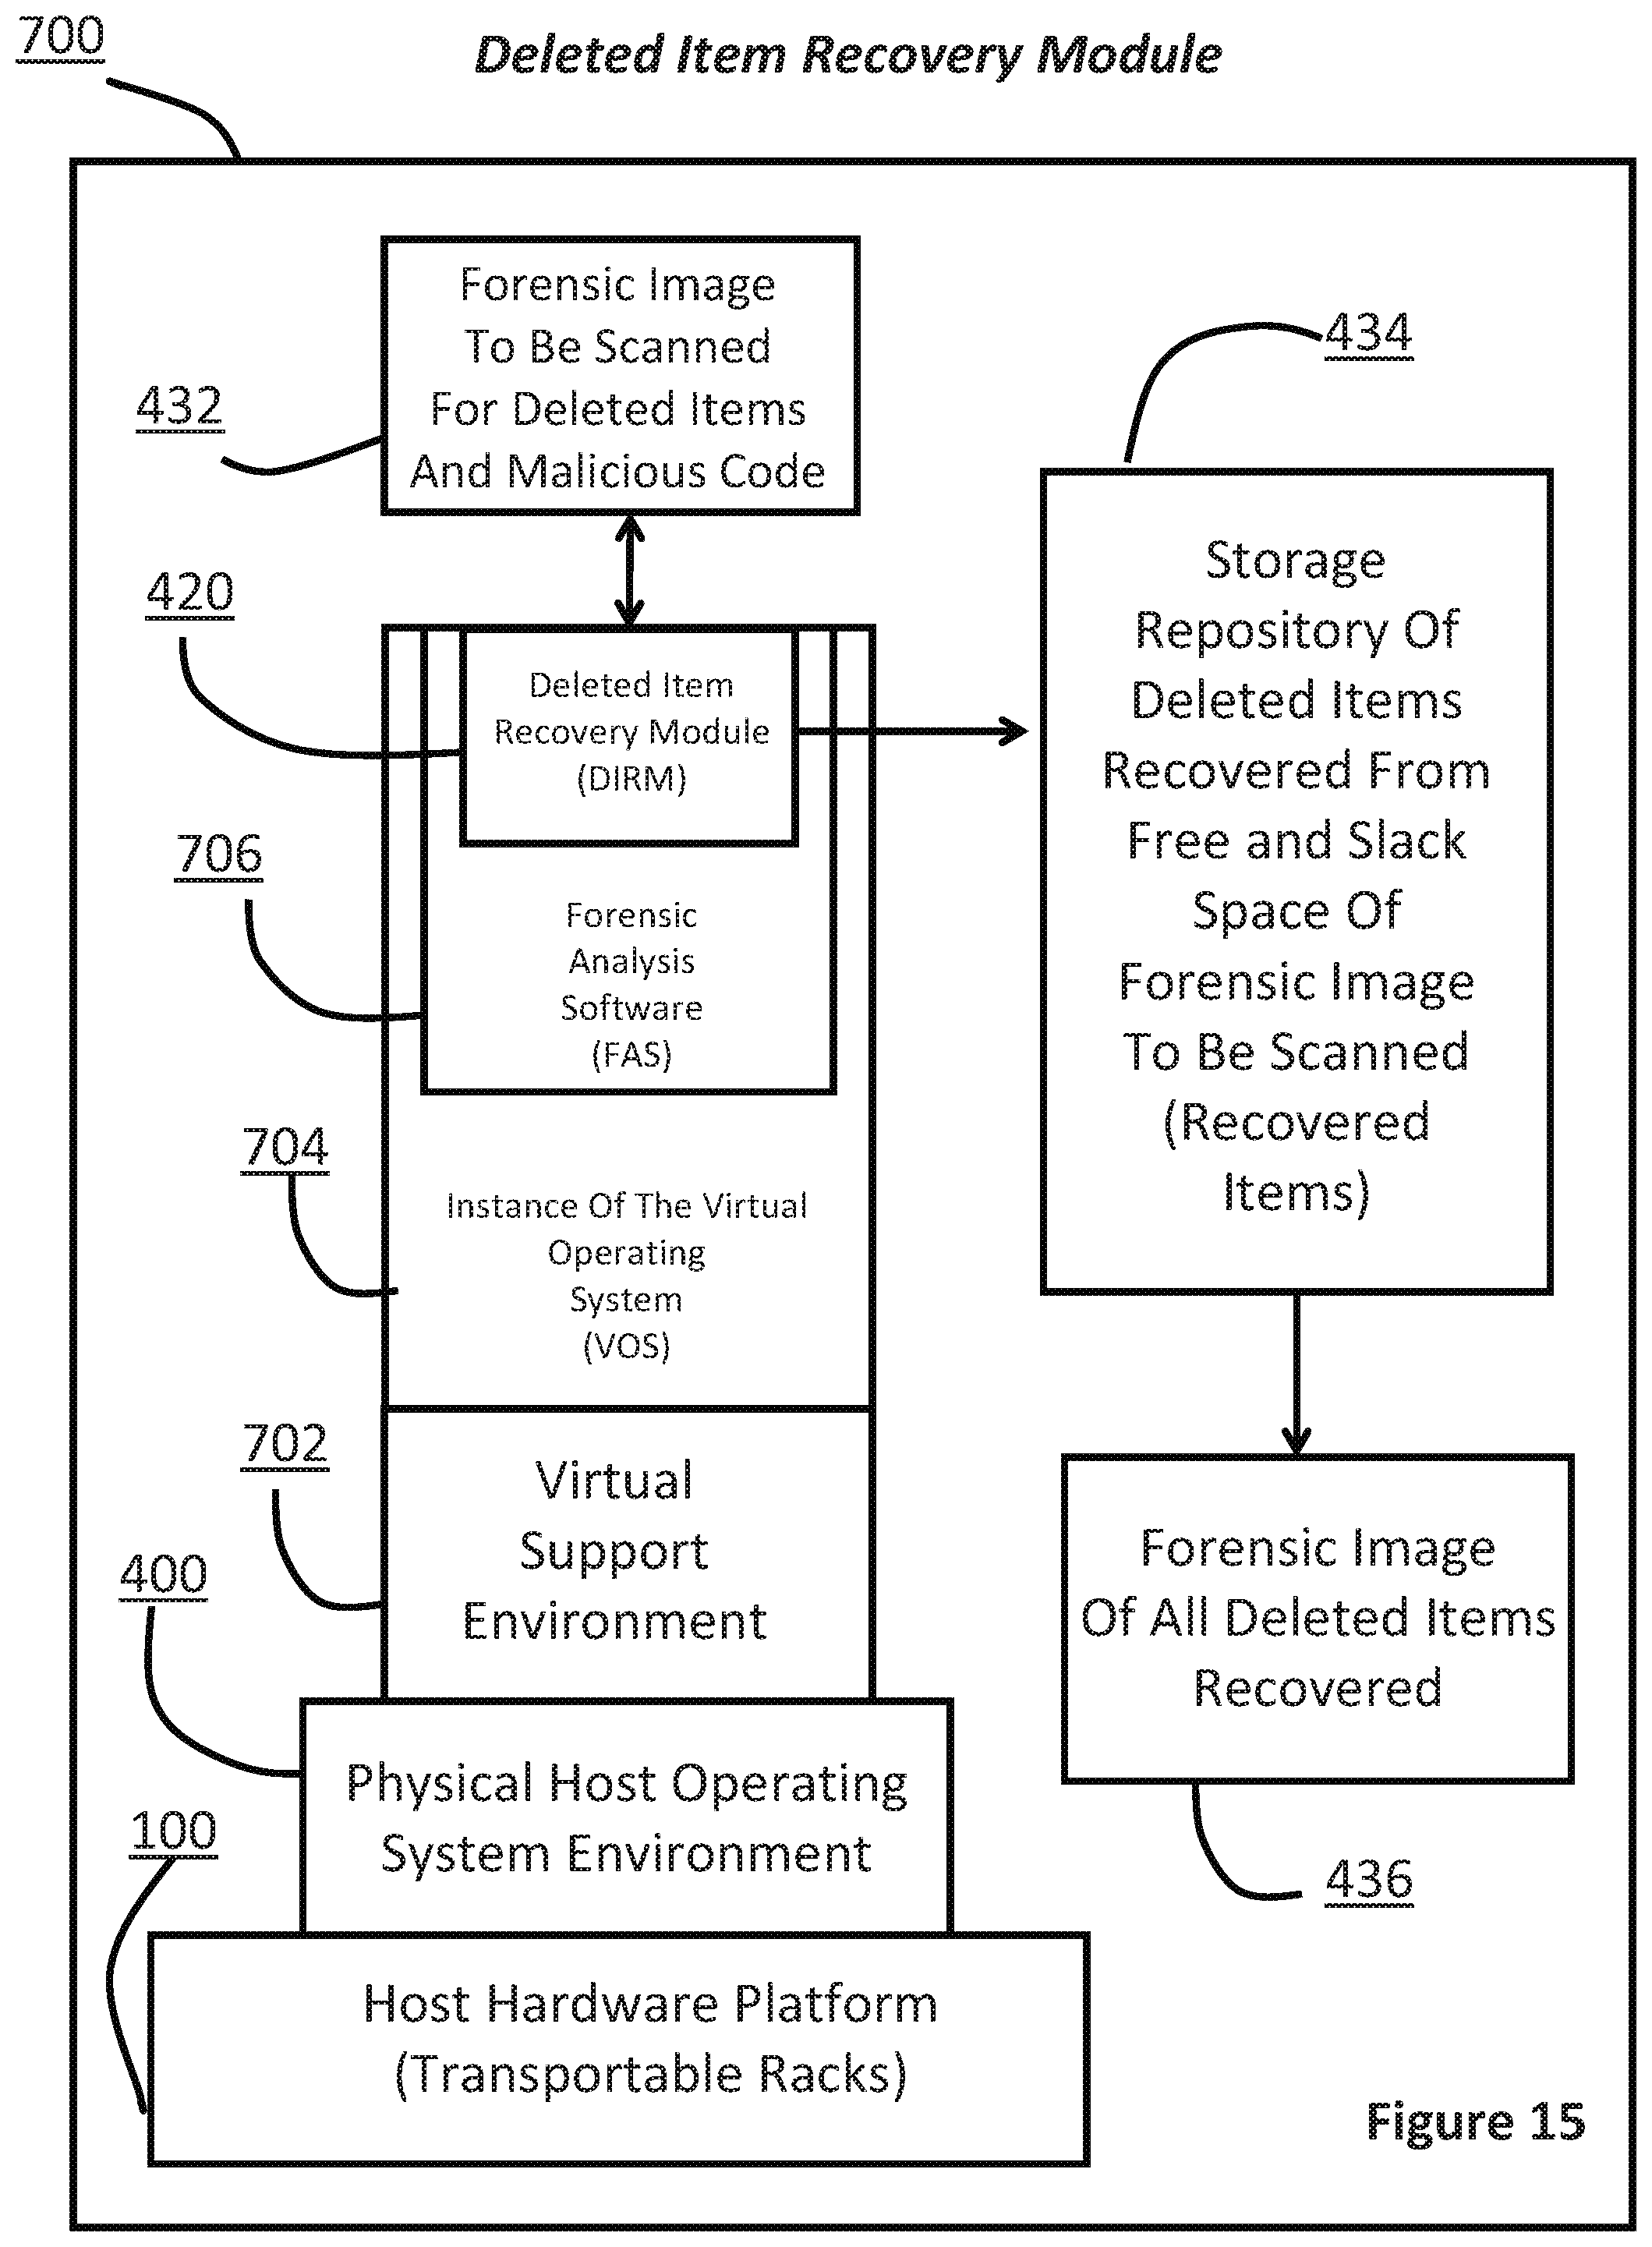 700
Deleted Item Recovery Module
Forensic Image
To Be Scanned
For Deleted Items
And Malicious Code
432
434
420
Deleted Item
Recovery Module
(DIRM)
706
Forensic
Analysis
Software
(FAS)
704
Instance Of The Virtual
Operating
System
(VOS)
Storage
Repository Of
Deleted Items
Recovered From
Free and Slack
Space Of
Forensic Image
To Be Scanned
(Recovered
Items)
702
Virtual
Support
Environment
400
Physical Host Operating
System Environment
Forensic Image
Of All Deleted Items
Recovered
436
100
Host Hardware Platform
(Transportable Racks)
Figure 15